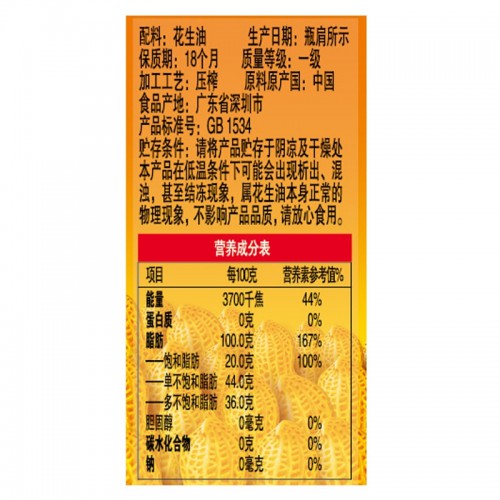 配料：花生油 生产日期：瓶肩所示
保质期：18个月 质量等级：一级
加工工艺：压榨 原料原产国：中国
食品产地：广东省深圳市
产品标准号：GB 1534
贮存条件：请将产品贮存于阴凉及干燥处
本产品在低温条件下可能会出现析出、混
浊，甚至结冻现象，属花生油本身正常的
物理现象，不影响产品品质，请放心食用。
营养成分表
项目 每100克 营养素参考值%
能量 3700千焦 44%
蛋白质 0克 0%
脂肪 100.0克 167%
——饱和脂肪 20.0克 100%
——单不饱和脂肪 44.0克
——多不饱和脂肪 36.0克
胆固醇 0毫克 0%
碳水化合物 0克 0%
钠 0毫克 0%